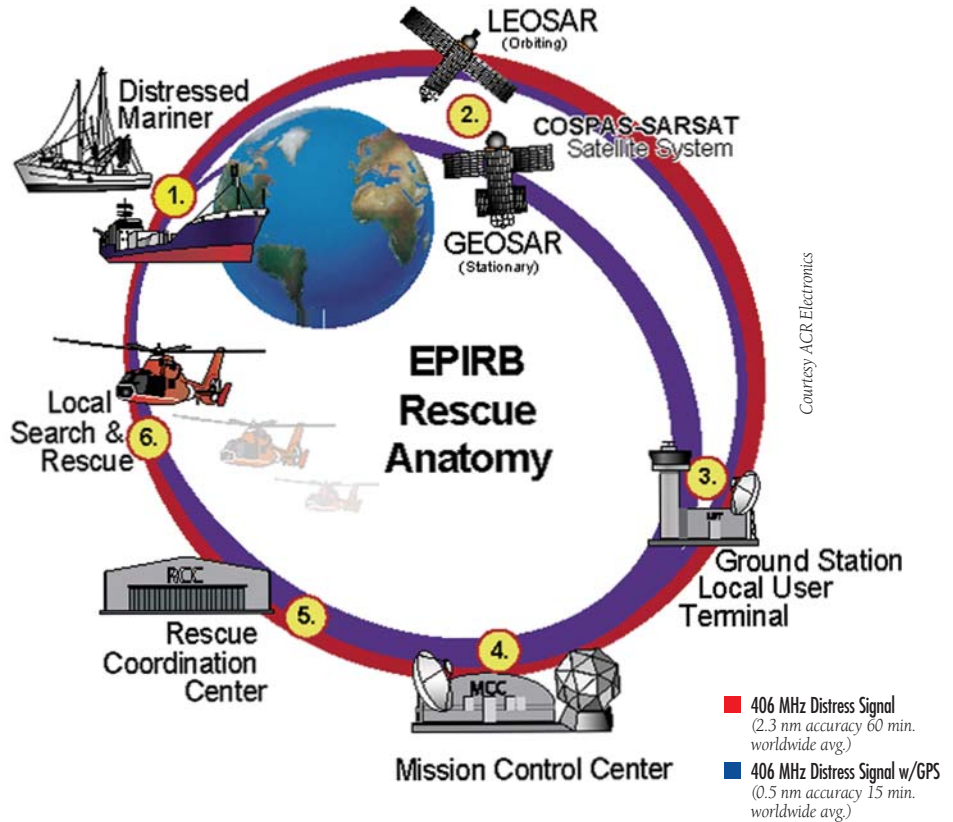 LEOSAR
(Orbiting)
Distressed
Mariner
2.
COSPAS-SARSAT
Satellite System
1.
GEOSAR
(Stationary)
Courtesy ACR Electronics
EPIRB
Rescue
Anatomy
Local
Search &
Rescue
6.
3.
LUT
Ground Station
Local User
Terminal
RCC
5.
Rescue
Coordination
Center
4.
MCC
Mission Control Center
406 MHz Distress Signal
(2.3 nm accuracy 60 min.
worldwide avg.)
406 MHz Distress Signal w/GPS
(0.5 nm accuracy 15 min.
worldwide avg.)